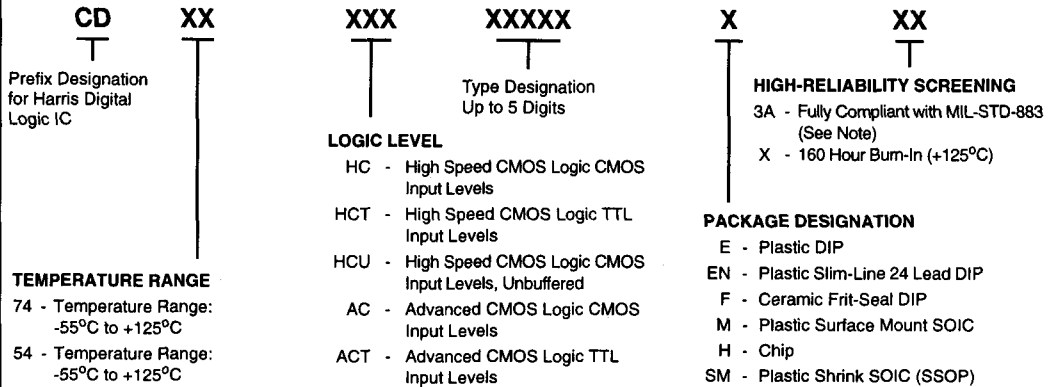 CD XX XXX XXXXX X XX
Prefix Designation
for Harris Digital
Logic IC
Type Designation
Up to 5 Digits
HIGH-RELIABILITY SCREENING
3A - Fully Compliant with MIL-STD-883
(See Note)
X - 160 Hour Burn-In (+125°C)
LOGIC LEVEL
HC - High Speed CMOS Logic CMOS
Input Levels
HCT - High Speed CMOS Logic TTL
Input Levels
HCU - High Speed CMOS Logic CMOS
Input Levels, Unbuffered
AC - Advanced CMOS Logic CMOS
Input Levels
ACT - Advanced CMOS Logic TTL
Input Levels
PACKAGE DESIGNATION
E - Plastic DIP
EN - Plastic Slim-Line 24 Lead DIP
F - Ceramic Frit-Seal DIP
M - Plastic Surface Mount SOIC
H - Chip
SM - Plastic Shrink SOIC (SSOP)
TEMPERATURE RANGE
74 - Temperature Range:
-55°C to +125°C
54 - Temperature Range:
-55°C to +125°C